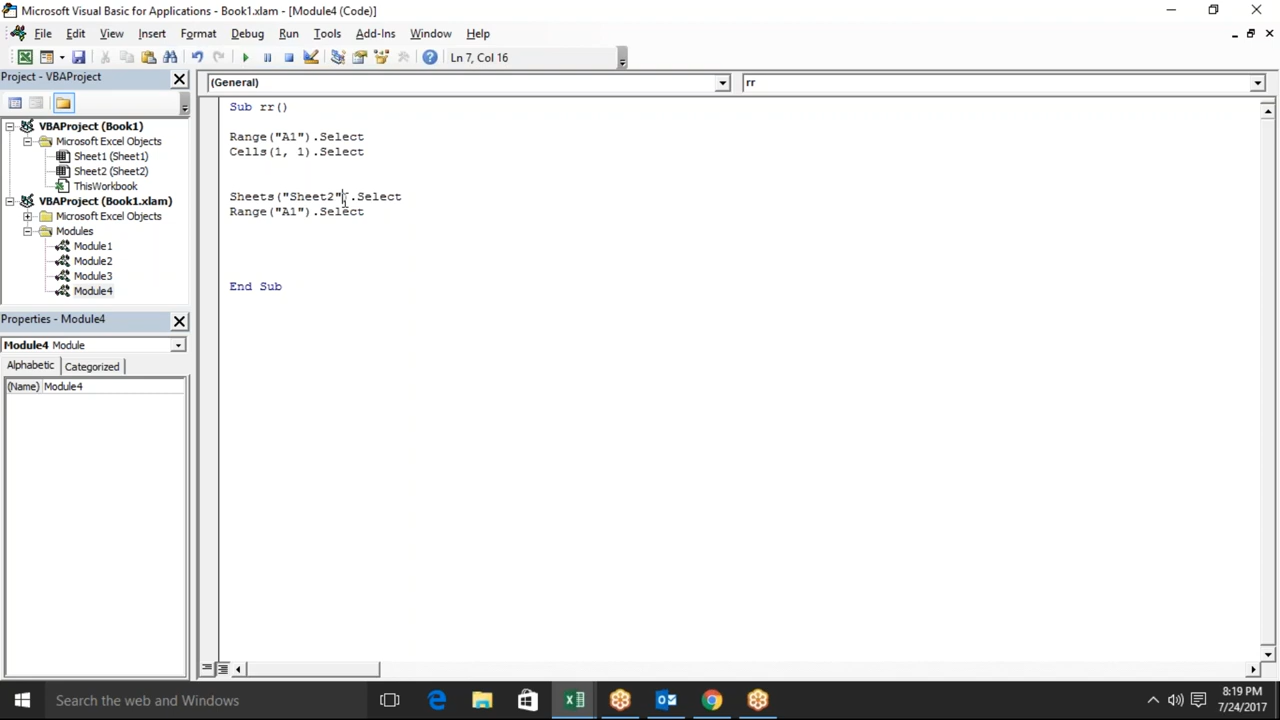 Microsoft Visual Basic for Applications - Book1.xlam - [Module4 (Code)]
File Edit View Insert Format Debug Run Tools Add-Ins Window Help
Ln 7, Col 16
Project - VBAProject
VBAProject (Book1)
Microsoft Excel Objects
Sheet1 (Sheet1)
Sheet2 (Sheet2)
ThisWorkbook
VBAProject (Book1.xlam)
Microsoft Excel Objects
Modules
Module1
Module2
Module3
Module4
Properties - Module4
Module4 Module
Alphabetic Categorized
(Name) Module4
(General) rr
Sub rr()
Range("A1").Select
Cells(1, 1).Select
Sheets("Sheet2").Select
Range("A1").Select
End Sub
Search the web and Windows
8:19 PM
7/24/2017